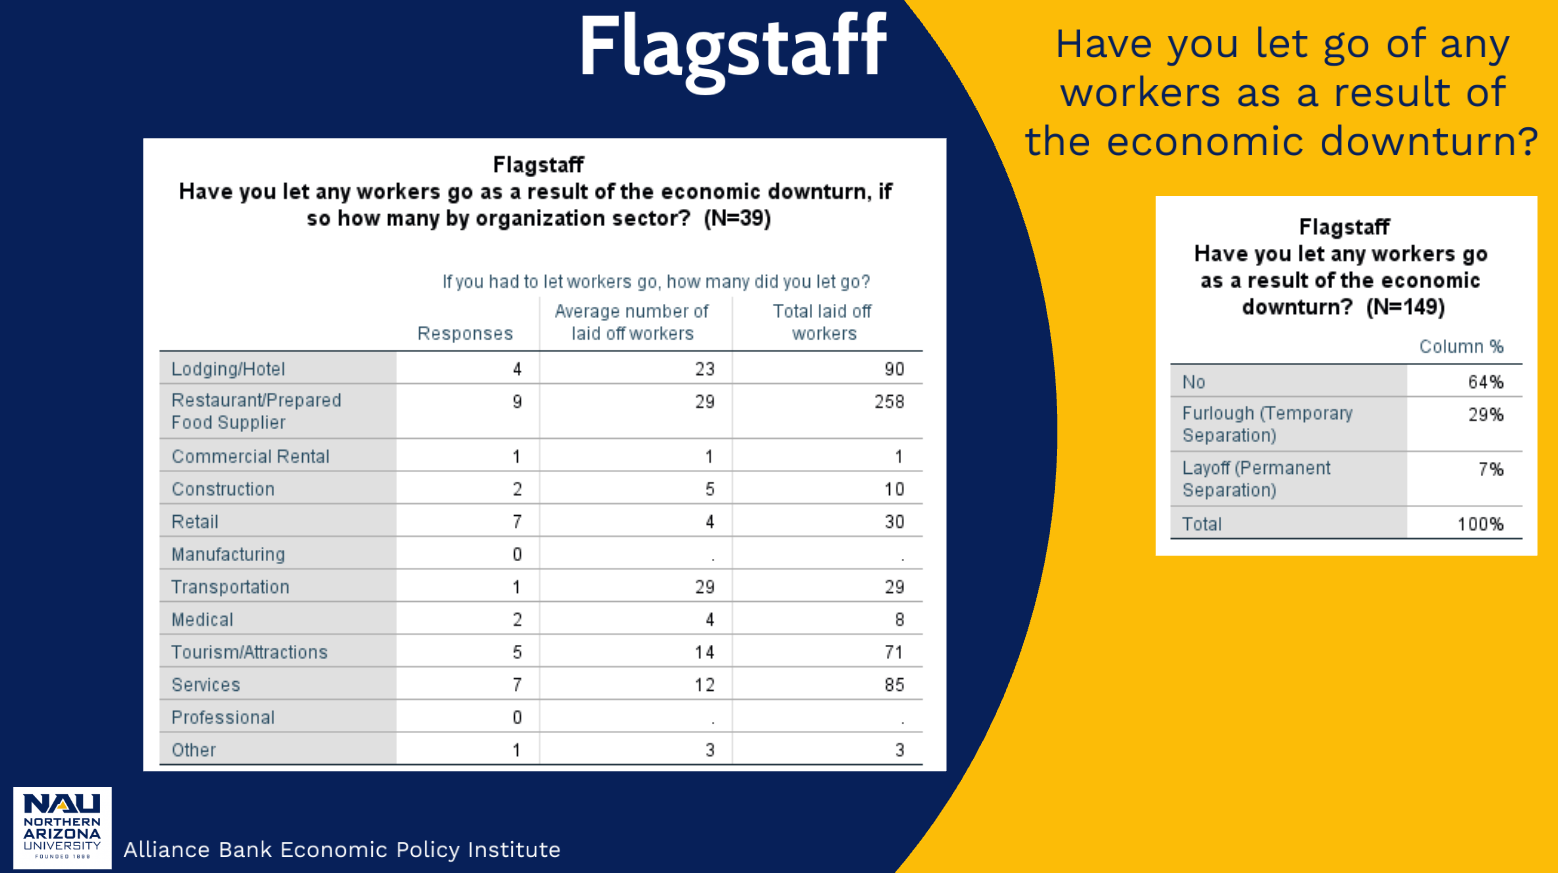 Flagstaff
Have you let go of any
workers as a result of
the economic downturn?
Flagstaff
Have you let any workers go as a result of the economic downturn, if
so how many by organization sector? (N=39)
If you had to let workers go, how many did you let go?
Responses Average number of laid off workers Total laid off workers
Lodging/Hotel 4 23 90
Restaurant/Prepared Food Supplier 9 29 258
Commercial Rental 1 1 1
Construction 2 5 10
Retail 7 4 30
Manufacturing 0 . .
Transportation 1 29 29
Medical 2 4 8
Tourism/Attractions 5 14 71
Services 7 12 85
Professional 0 . .
Other 1 3 3
Flagstaff
Have you let any workers go
as a result of the economic
downturn? (N=149)
Column %
No 64%
Furlough (Temporary Separation) 29%
Layoff (Permanent Separation) 7%
Total 100%
NAU
NORTHERN
ARIZONA
UNIVERSITY
FOUNDED 1899
Alliance Bank Economic Policy Institute